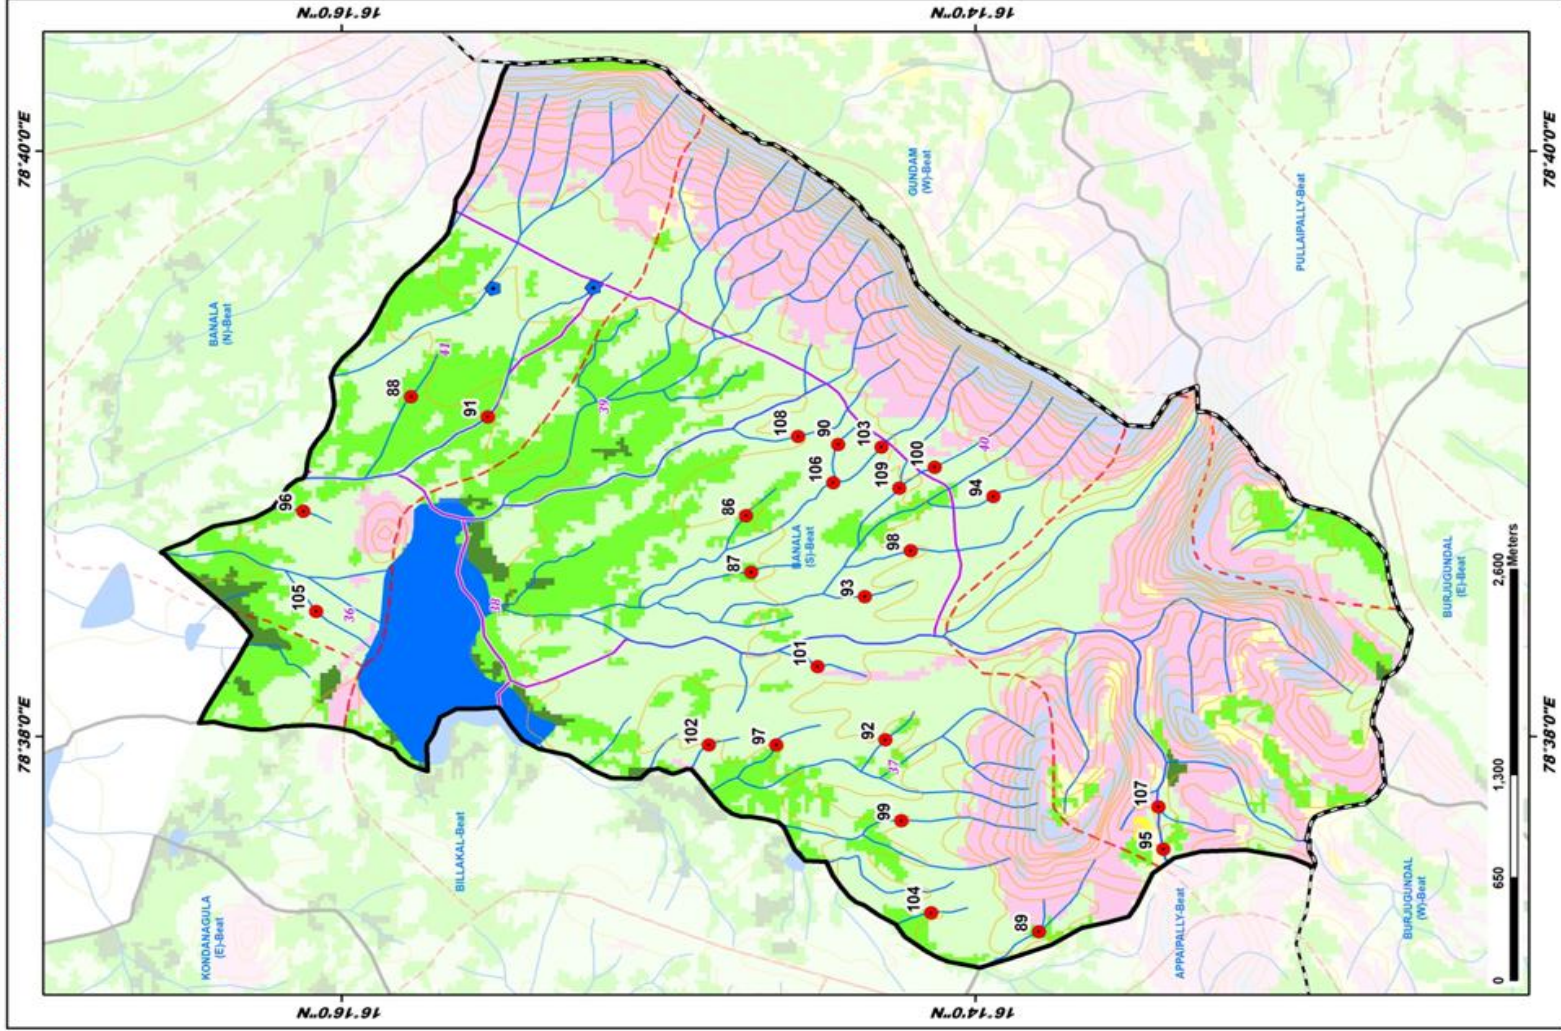 16°16'0"N
16°14'0"N
78°40'0"E
78°40'0"E
GUNDAM
(W)-Beat
PULLAIPALLY-Beat
BANALA
(N)-Beat
41
88
91
39
108
90
103
106
109
100
40
94
96
86
BANALA
(S)-Beat
98
87
93
105
36
38
101
BURJUGUNDAL
(E)-Beat
2,600
Meters
78°38'0"E
78°38'0"E
102
97
92
37
99
107
95
1,300
BILLAKAL-Beat
104
89
650
KONDANAGULA
(E)-Beat
APPAIPALLY-Beat
BURJUGUNDAL
(W)-Beat
0
16°16'0"N
16°14'0"N